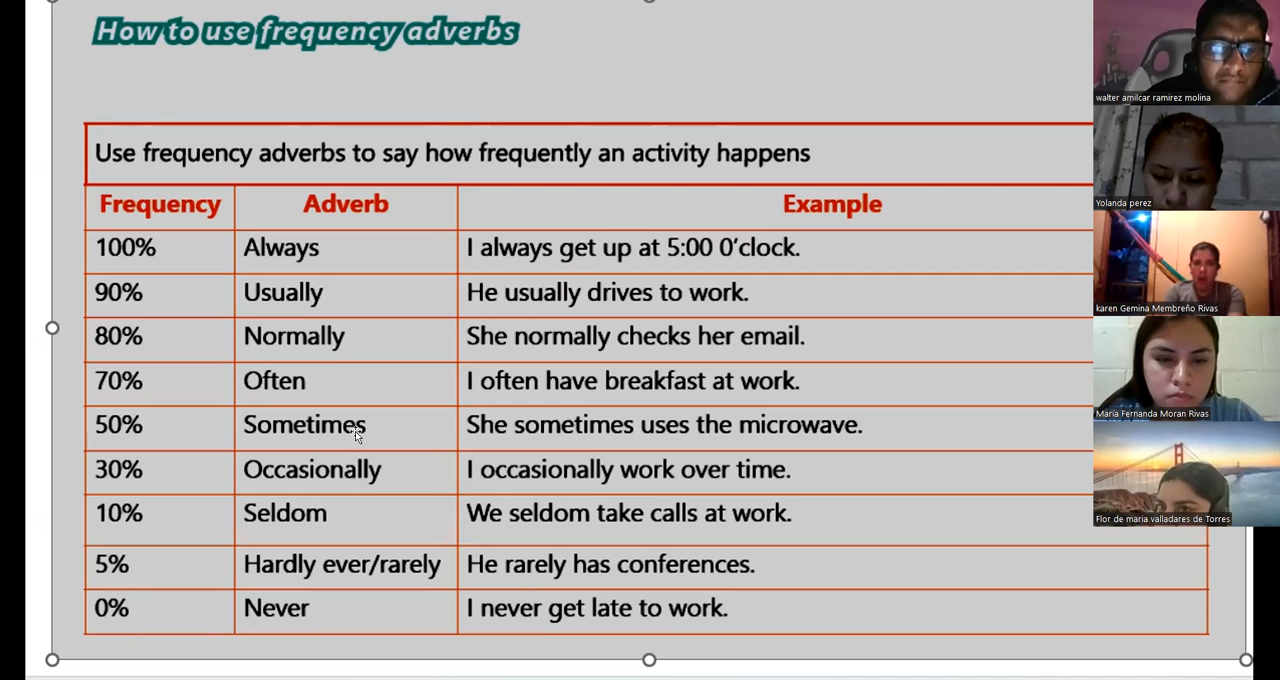 How to use frequency adverbs
Use frequency adverbs to say how frequently an activity happens
Frequency Adverb Example
100% Always I always get up at 5:00 0’clock.
90% Usually He usually drives to work.
80% Normally She normally checks her email.
70% Often I often have breakfast at work.
50% Sometimes She sometimes uses the microwave.
30% Occasionally I occasionally work over time.
10% Seldom We seldom take calls at work.
5% Hardly ever/rarely He rarely has conferences.
0% Never I never get late to work.
walter amilcar ramirez molina
Yolanda perez
karen Gemina Membreño Rivas
María Fernanda Moran Rivas
Flor de maria valladares de Torres